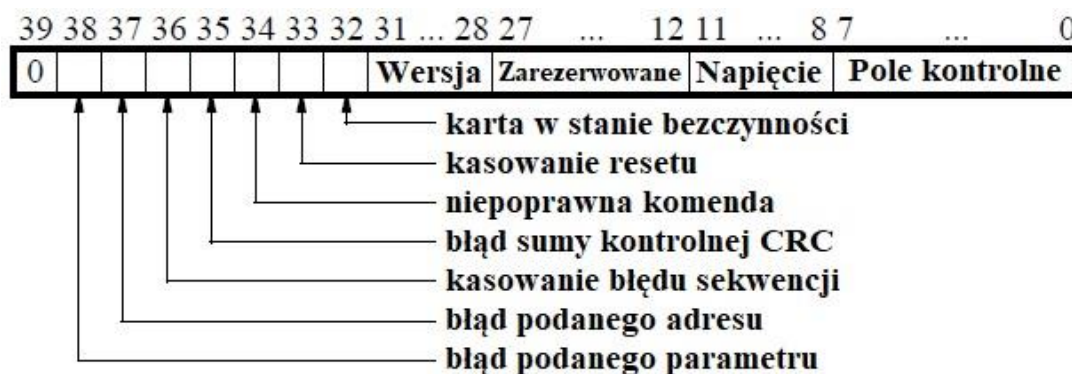 39 38 37 36 35 34 33 32 31 ... 28 27 ... 12 11 ... 8 7 ... 0
0 Wersja Zarezerwowane Napięcie Pole kontrolne
karta w stanie bezczynności
kasowanie resetu
niepoprawna komenda
błąd sumy kontrolnej CRC
kasowanie błędu sekwencji
błąd podanego adresu
błąd podanego parametru